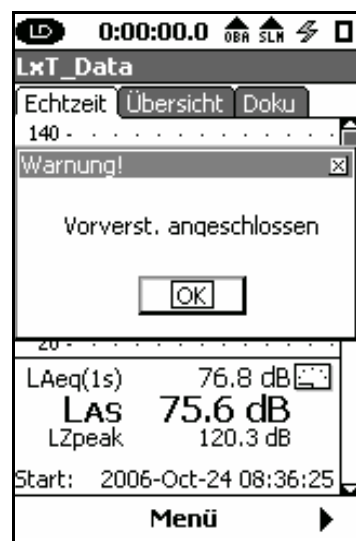 LD 0:00:00.0 OBA SLM
LxT_Data
Echtzeit Übersicht Doku
140
Warnung!
Vorverst. angeschlossen
OK
20
LAeq(1s) 76.8 dB
LAS 75.6 dB
LZpeak 120.3 dB
Start: 2006-Oct-24 08:36:25
Menü